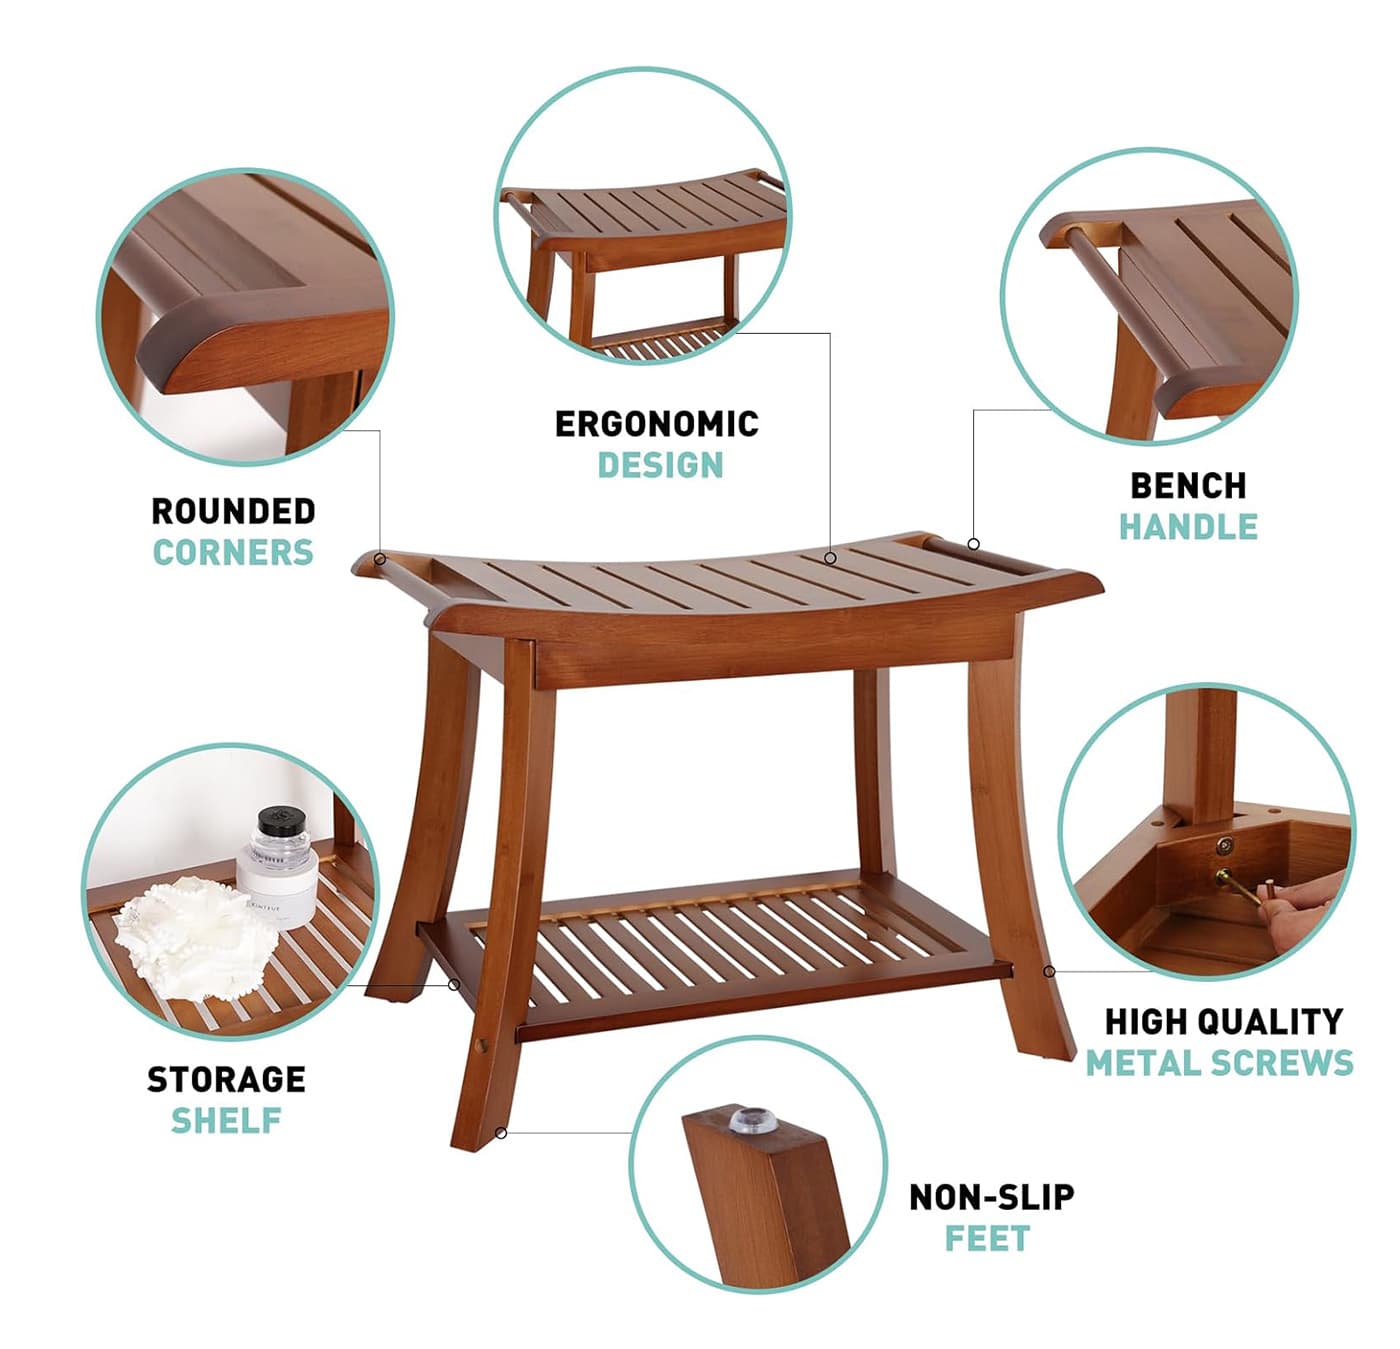 ERGONOMIC
DESIGN
BENCH
HANDLE
ROUNDED
CORNERS
STORAGE
SHELF
HIGH QUALITY
METAL SCREWS
NON-SLIP
FEET